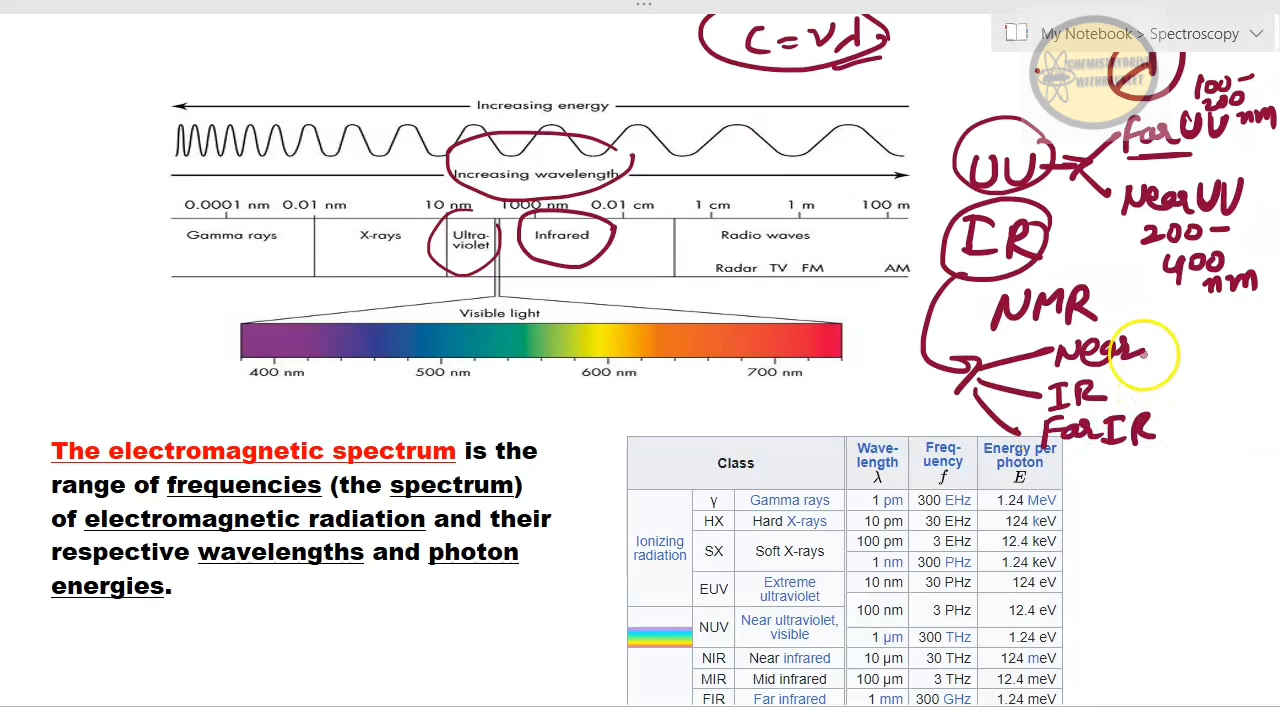 C = νλ
My Notebook > Spectroscopy
CHEMISTRYDRIVE
Increasing energy
Increasing wavelength
0.0001 nm 0.01 nm 10 nm 1000 nm 0.01 cm 1 cm 1 m 100 m
Gamma rays X-rays Ultra-
violet Infrared Radio waves
Radar TV FM AM
Visible light
400 nm 500 nm 600 nm 700 nm
100-
200
nm
UV Far UV
Near UV
200-
400
nm
IR
NMR
Near
IR
Far IR
The electromagnetic spectrum is the
range of frequencies (the spectrum)
of electromagnetic radiation and their
respective wavelengths and photon
energies.
Class Wave-
length
λ Freq-
uency
f Energy per
photon
E
Ionizing
radiation
γ Gamma rays 1 pm 300 EHz 1.24 MeV
HX Hard X-rays 10 pm 30 EHz 124 keV
SX Soft X-rays 100 pm 3 EHz 12.4 keV
1 nm 300 PHz 1.24 keV
EUV Extreme
ultraviolet 10 nm 30 PHz 124 eV
100 nm 3 PHz 12.4 eV
NUV Near ultraviolet,
visible
1 μm 300 THz 1.24 eV
NIR Near infrared 10 μm 30 THz 124 meV
MIR Mid infrared 100 μm 3 THz 12.4 meV
FIR Far infrared 1 mm 300 GHz 1.24 meV